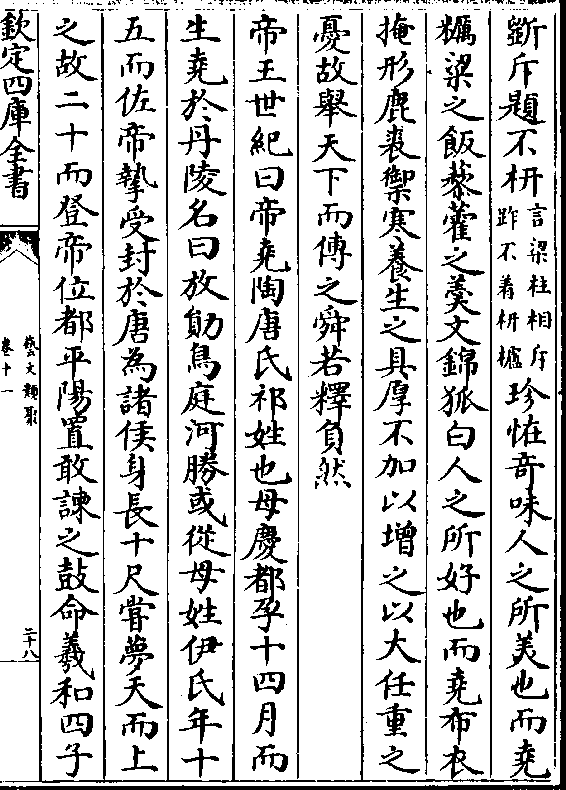 斵斥題不枅言梁柱相斥距不着枅櫨珍怪奇味人之所美也而堯
糲粢之飯藜藿之羮文錦狐白人之所好也而堯布衣
掩形鹿裘禦寒養生之具厚不加以增之以大任重之
憂故舉天下而傳之舜若釋負然
帝王世紀曰帝堯陶唐氏祁姓也母慶都孕十四月而
生堯於丹陵名曰放勛鳥庭河勝或從母姓伊氏年十
五而佐帝摯受封於唐為諸侯身長十尺嘗夢天而上
之故二十而登帝位都平陽置敢諫之鼓命羲和四子
欽定四庫全書
藝文類聚
卷十一
二十八